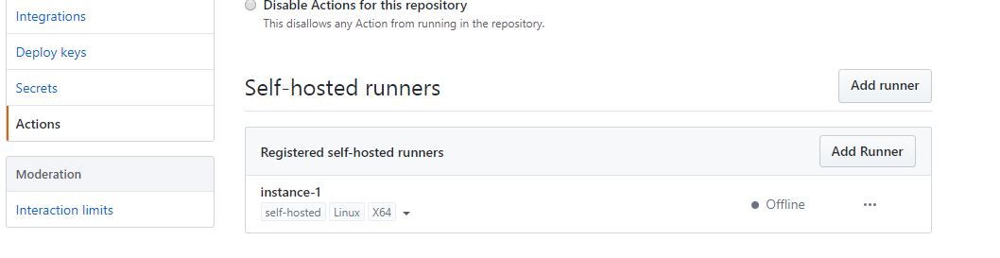 Integrations
Deploy keys
Secrets
Actions
Moderation
Interaction limits
Disable Actions for this repository
This disallows any Action from running in the repository.
Self-hosted runners
Add runner
Registered self-hosted runners
Add Runner
instance-1
self-hosted Linux X64
Offline